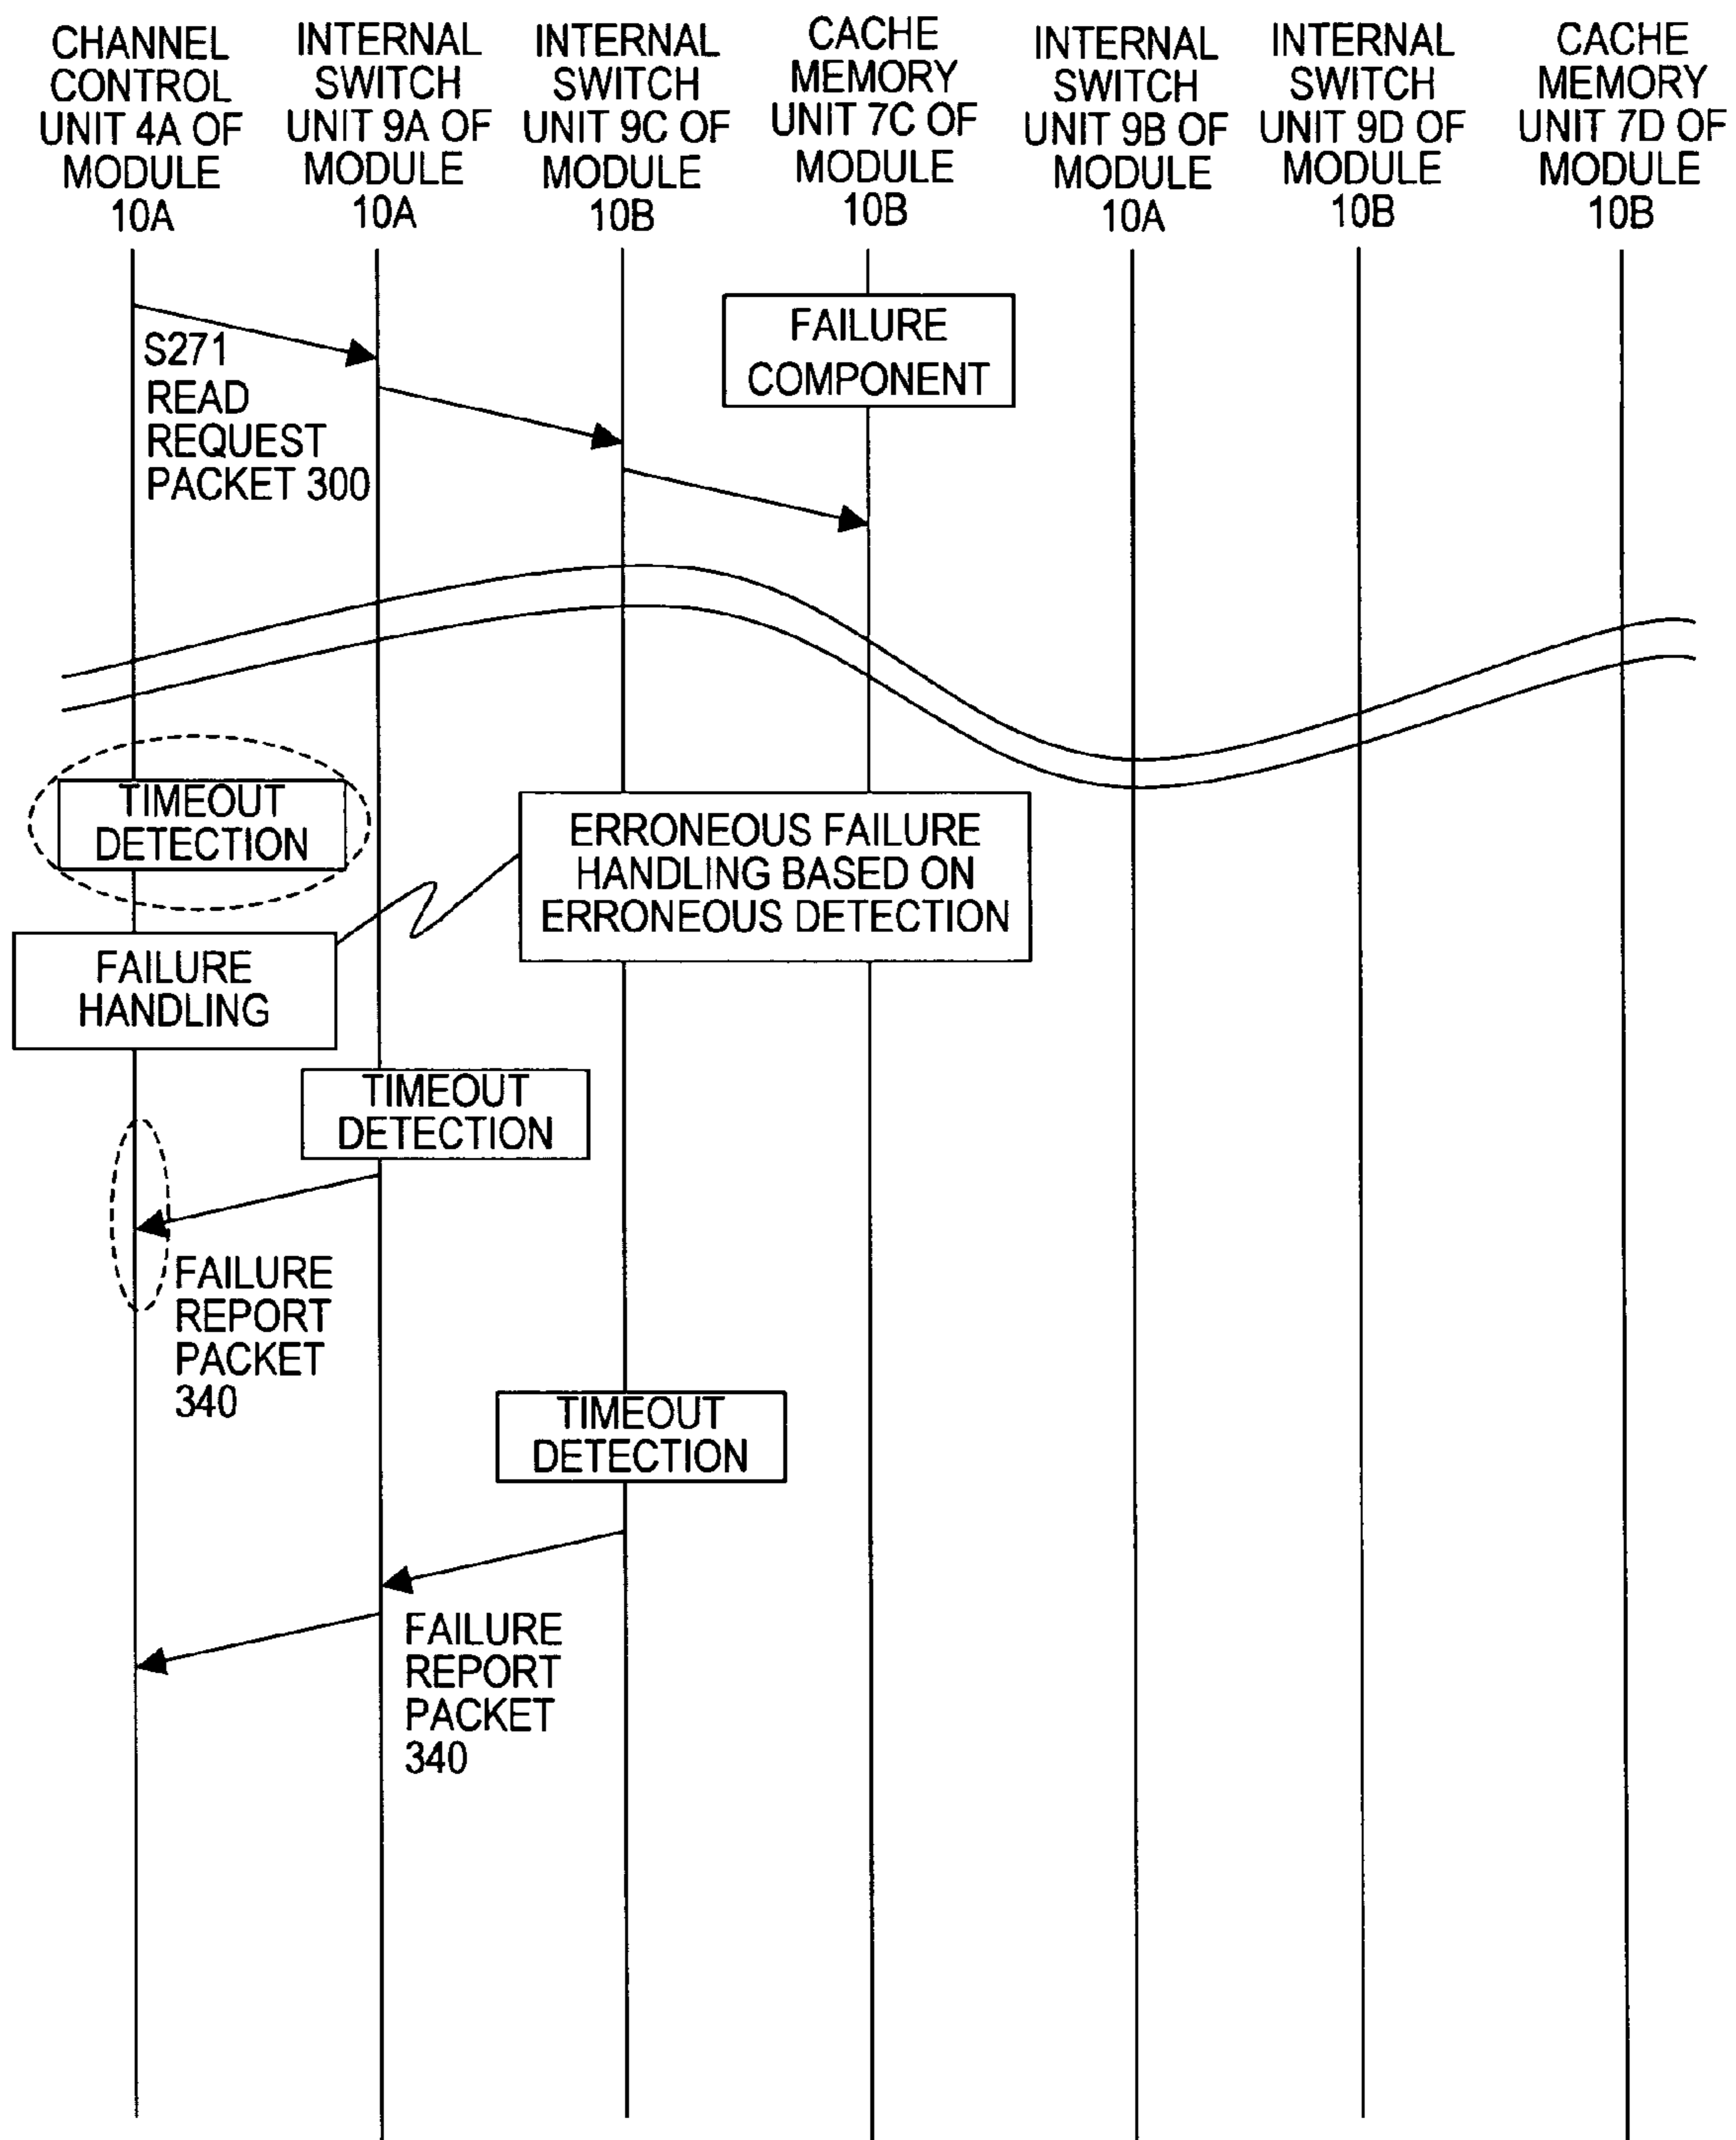 CHANNEL
CONTROL
UNIT 4A OF
MODULE
10A
INTERNAL
SWITCH
UNIT 9A OF
MODULE
10A
INTERNAL
SWITCH
UNIT 9C OF
MODULE
10B
CACHE
MEMORY
UNIT 7C OF
MODULE
10B
INTERNAL
SWITCH
UNIT 9B OF
MODULE
10A
INTERNAL
SWITCH
UNIT 9D OF
MODULE
10B
CACHE
MEMORY
UNIT 7D OF
MODULE
10B
FAILURE
COMPONENT
S271
READ
REQUEST
PACKET 300
TIMEOUT
DETECTION
ERRONEOUS FAILURE
HANDLING BASED ON
ERRONEOUS DETECTION
FAILURE
HANDLING
TIMEOUT
DETECTION
FAILURE
REPORT
PACKET
340
TIMEOUT
DETECTION
FAILURE
REPORT
PACKET
340